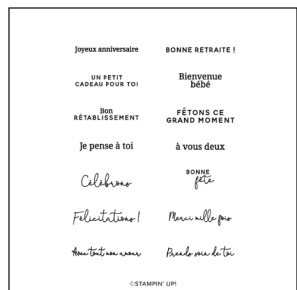 Joyeux anniversaire
BONNE RETRAITE !
UN PETIT
CADEAU POUR TOI
Bienvenue
bébé
Bon
RÉTABLISSEMENT
FÊTONS CE
GRAND MOMENT
Je pense à toi
à vous deux
Célébrons
BONNE
fête
Félicitations !
Merci mille fois
Avec tout mon amour
Prends soin de toi
©STAMPIN' UP!